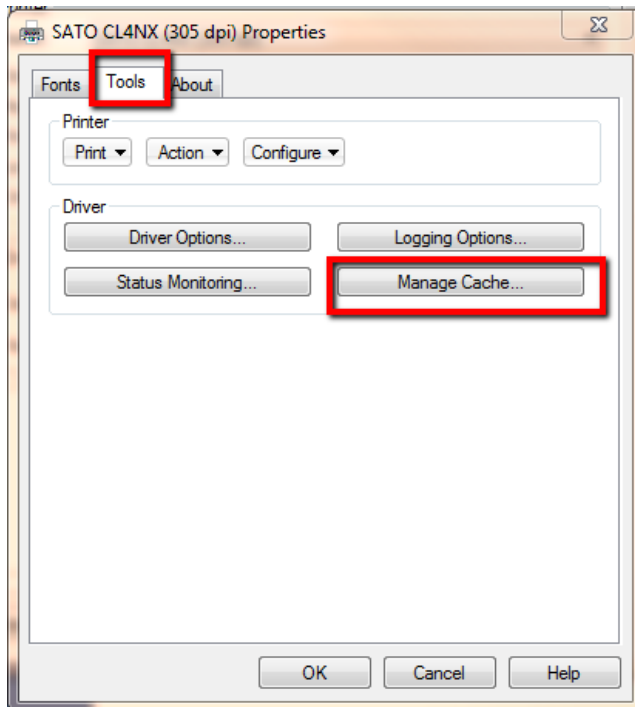 SATO CL4NX (305 dpi) Properties
Fonts Tools About
Printer
Print Action Configure
Driver
Driver Options... Logging Options...
Status Monitoring... Manage Cache...
OK Cancel Help